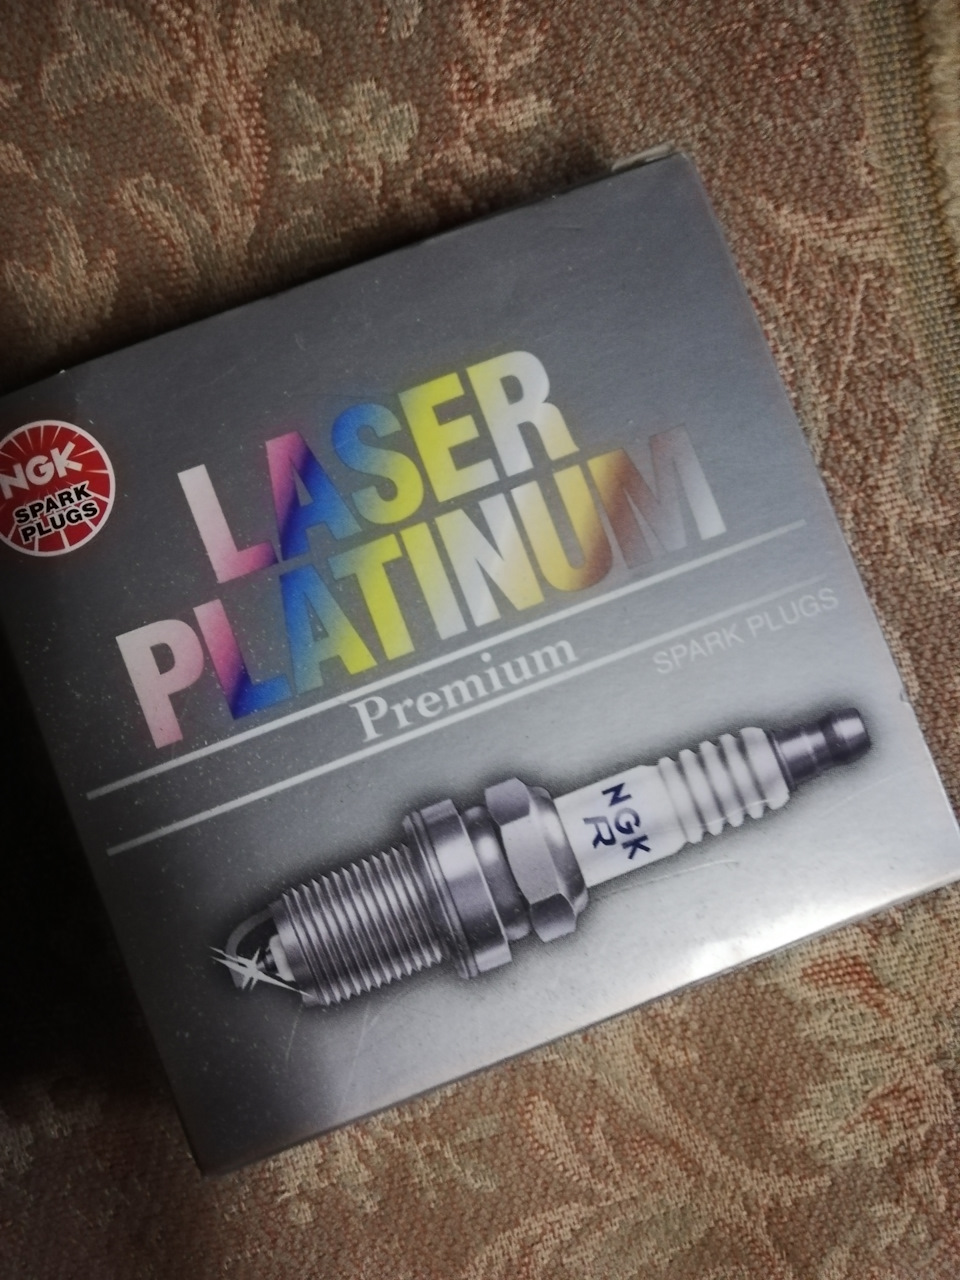 NGK
SPARK
PLUGS
LASER
PLATINUM
Premium
SPARK PLUGS
NGK
R